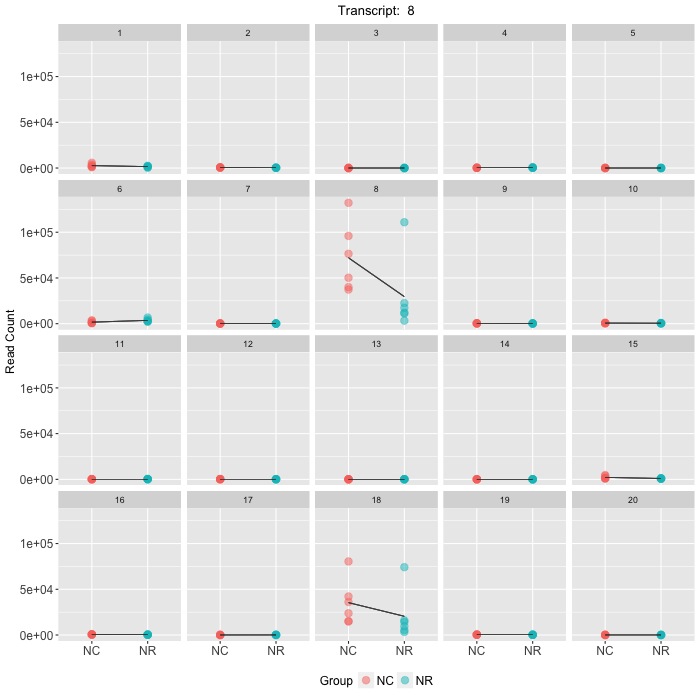 Transcript:  8
1 2 3 4 5
1e+05
5e+04
0e+00
6 7 8 9 10
1e+05
5e+04
0e+00
Read Count
11 12 13 14 15
1e+05
5e+04
0e+00
16 17 18 19 20
1e+05
5e+04
0e+00
NC NR NC NR NC NR NC NR NC NR
Group NC NR